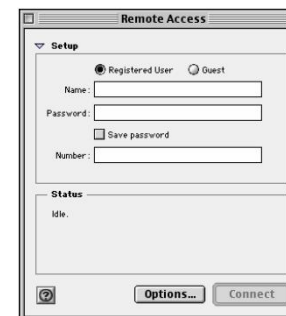 Remote Access
Setup
Registered User Guest
Name:
Password:
Save password
Number:
Status
Idle.
?
Options... Connect